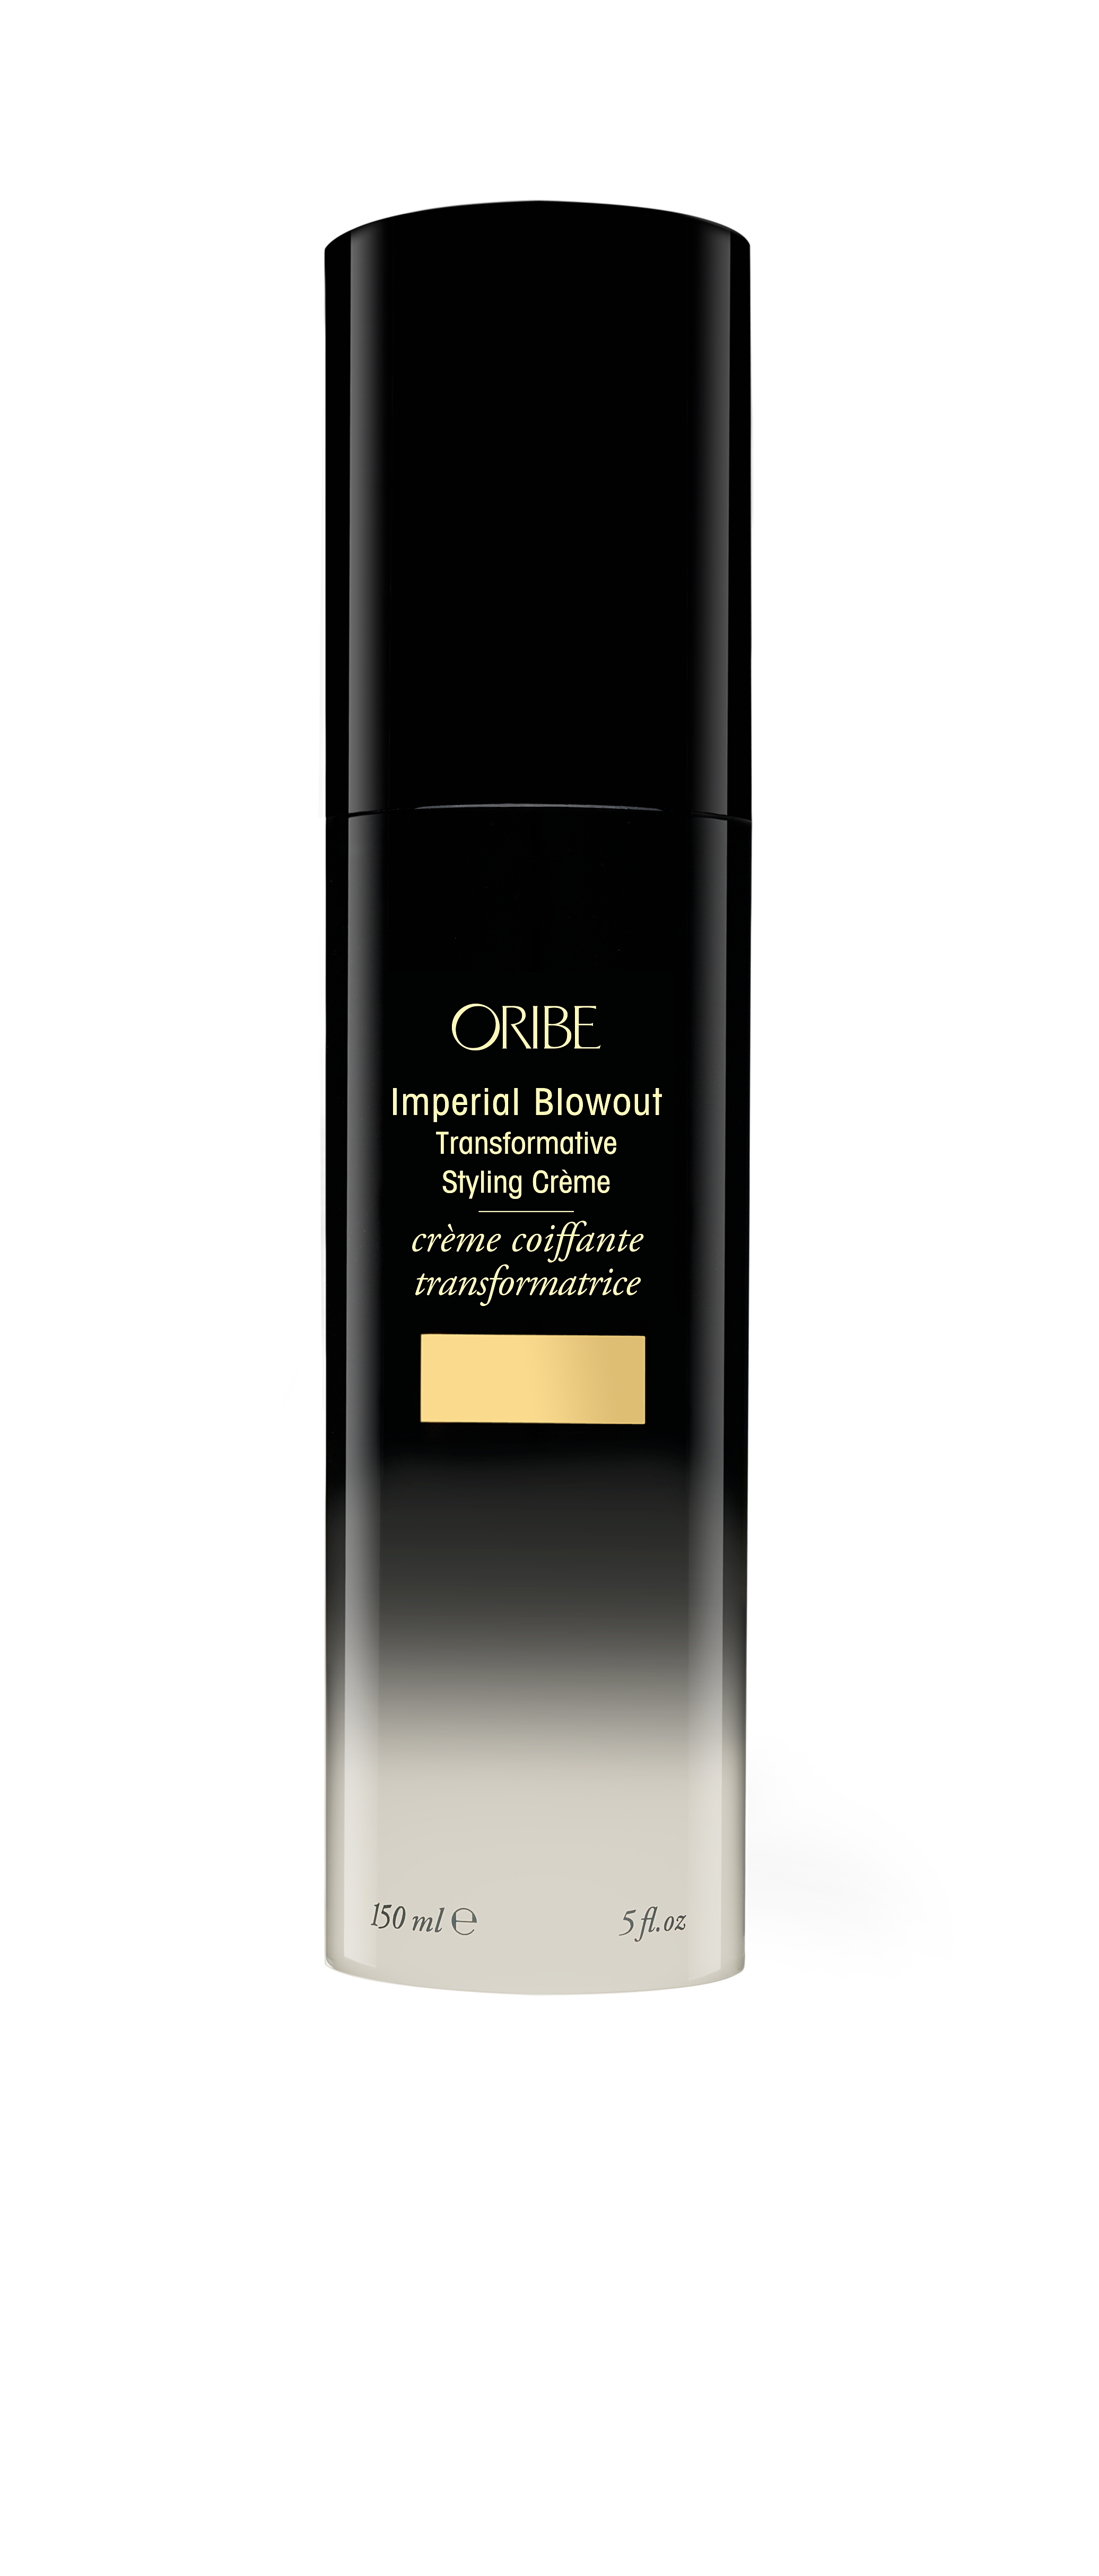 ORIBE
Imperial Blowout
Transformative
Styling Crème
crème coiffante
transformatrice
150 ml ℮ 5 fl.oz